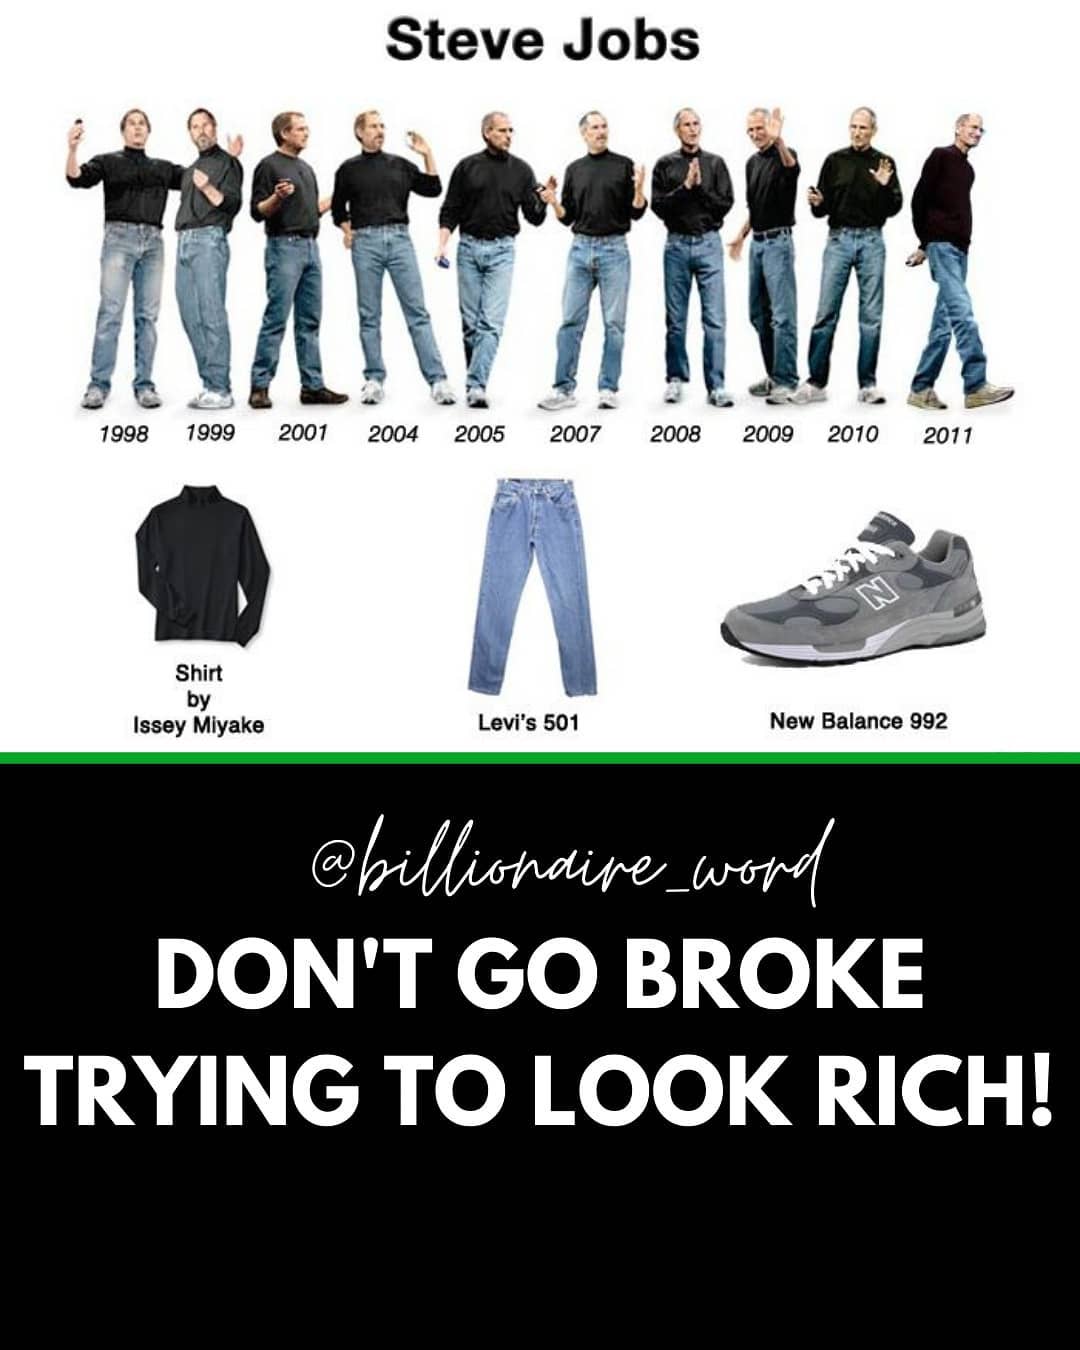 Steve Jobs
1998 1999 2001 2004 2005 2007 2008 2009 2010 2011
N
Shirt
by
Issey Miyake
Levi's 501
New Balance 992
@billionaire_word
DON'T GO BROKE
TRYING TO LOOK RICH!